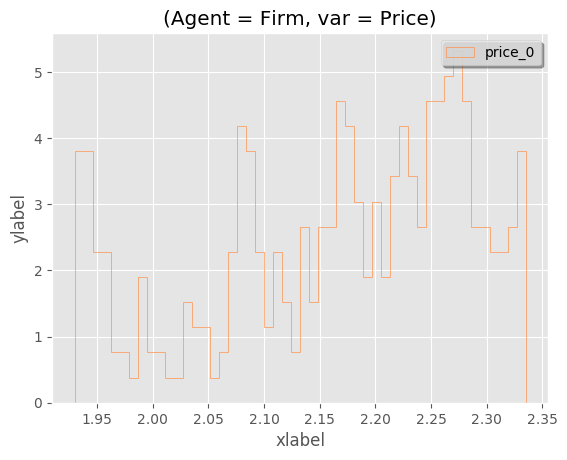 (Agent = Firm, var = Price)
price_0
ylabel
5
4
3
2
1
0
1.95 2.00 2.05 2.10 2.15 2.20 2.25 2.30 2.35
xlabel